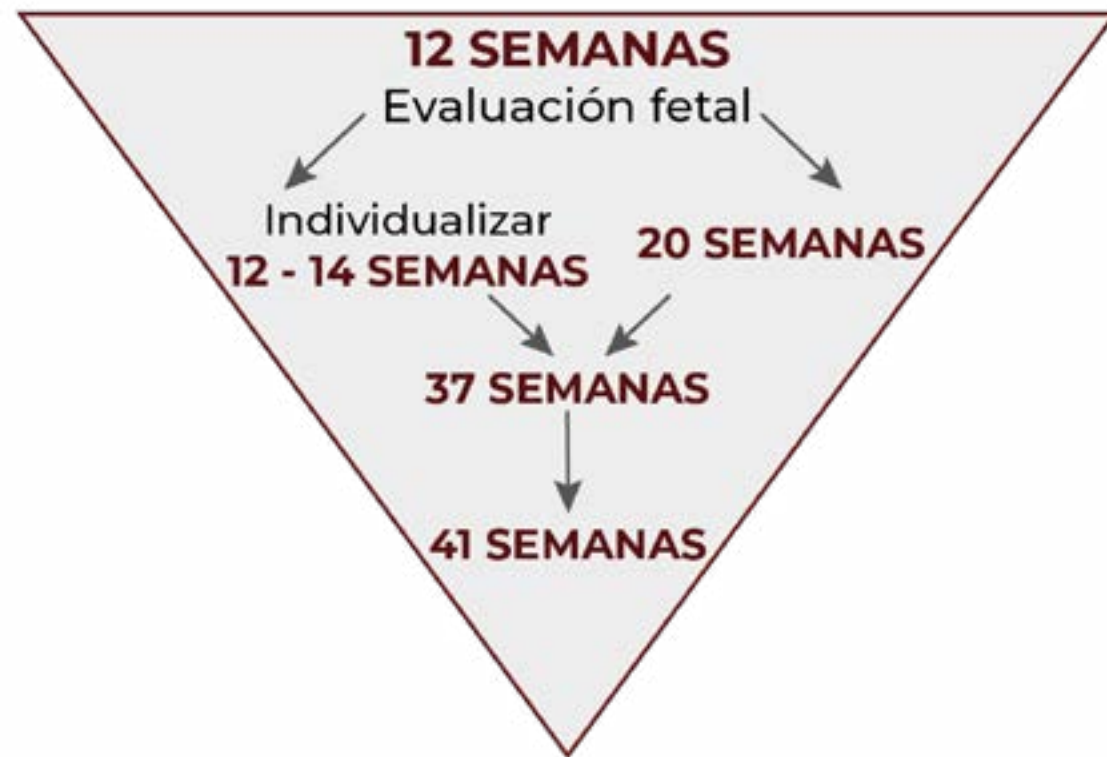 12 SEMANAS
Evaluación fetal
Individualizar
12 - 14 SEMANAS
20 SEMANAS
37 SEMANAS
41 SEMANAS